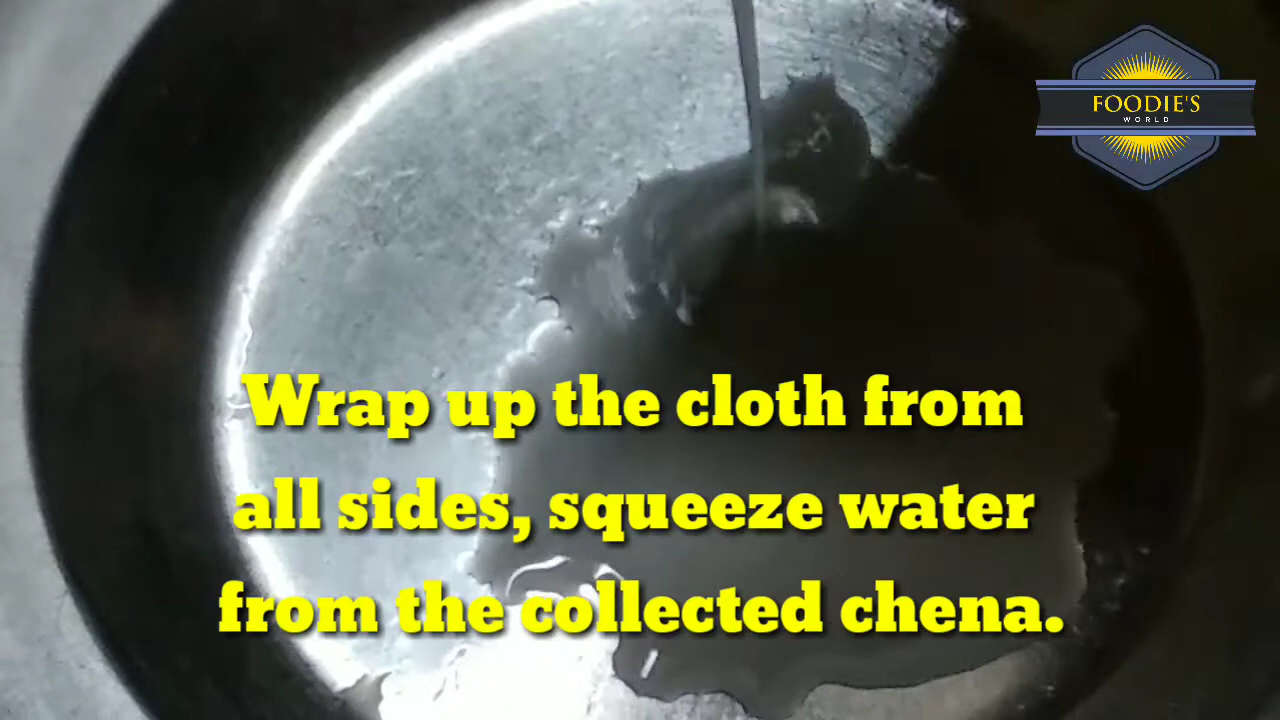 FOODIE'S
WORLD
Wrap up the cloth from
all sides, squeeze water
from the collected chena.